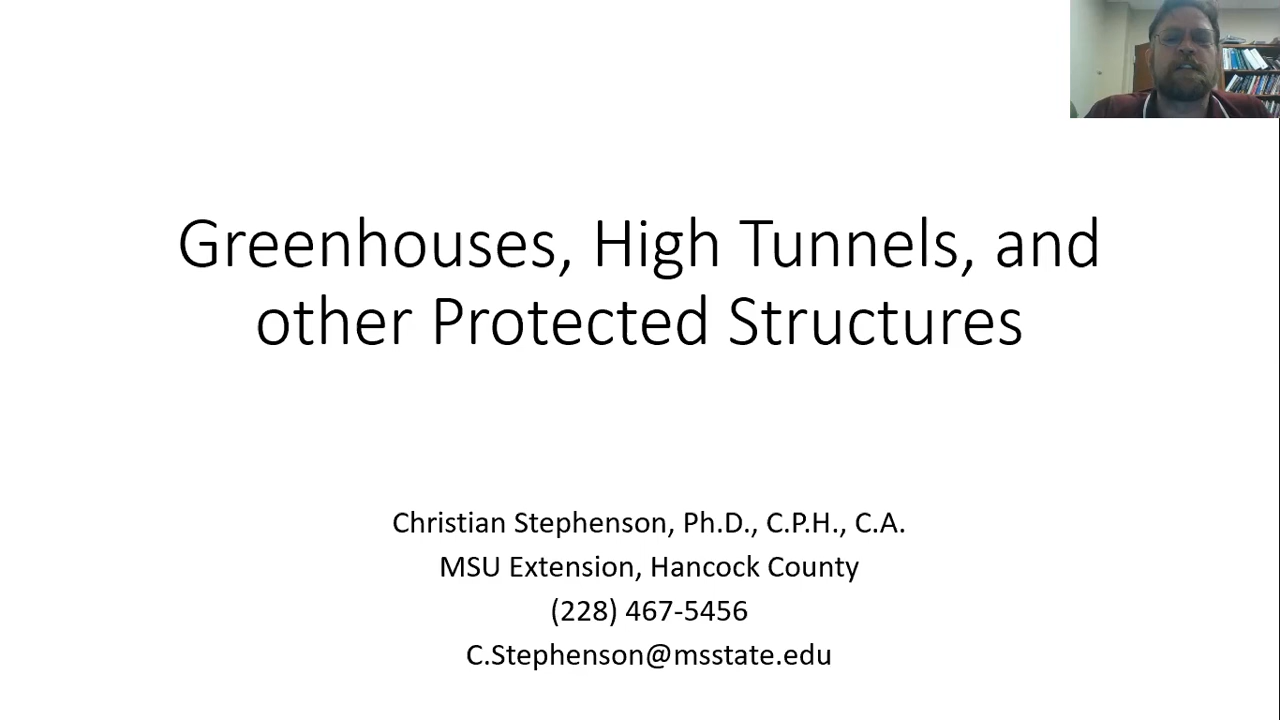 Greenhouses, High Tunnels, and
other Protected Structures
Christian Stephenson, Ph.D., C.P.H., C.A.
MSU Extension, Hancock County
(228) 467-5456
C.Stephenson@msstate.edu